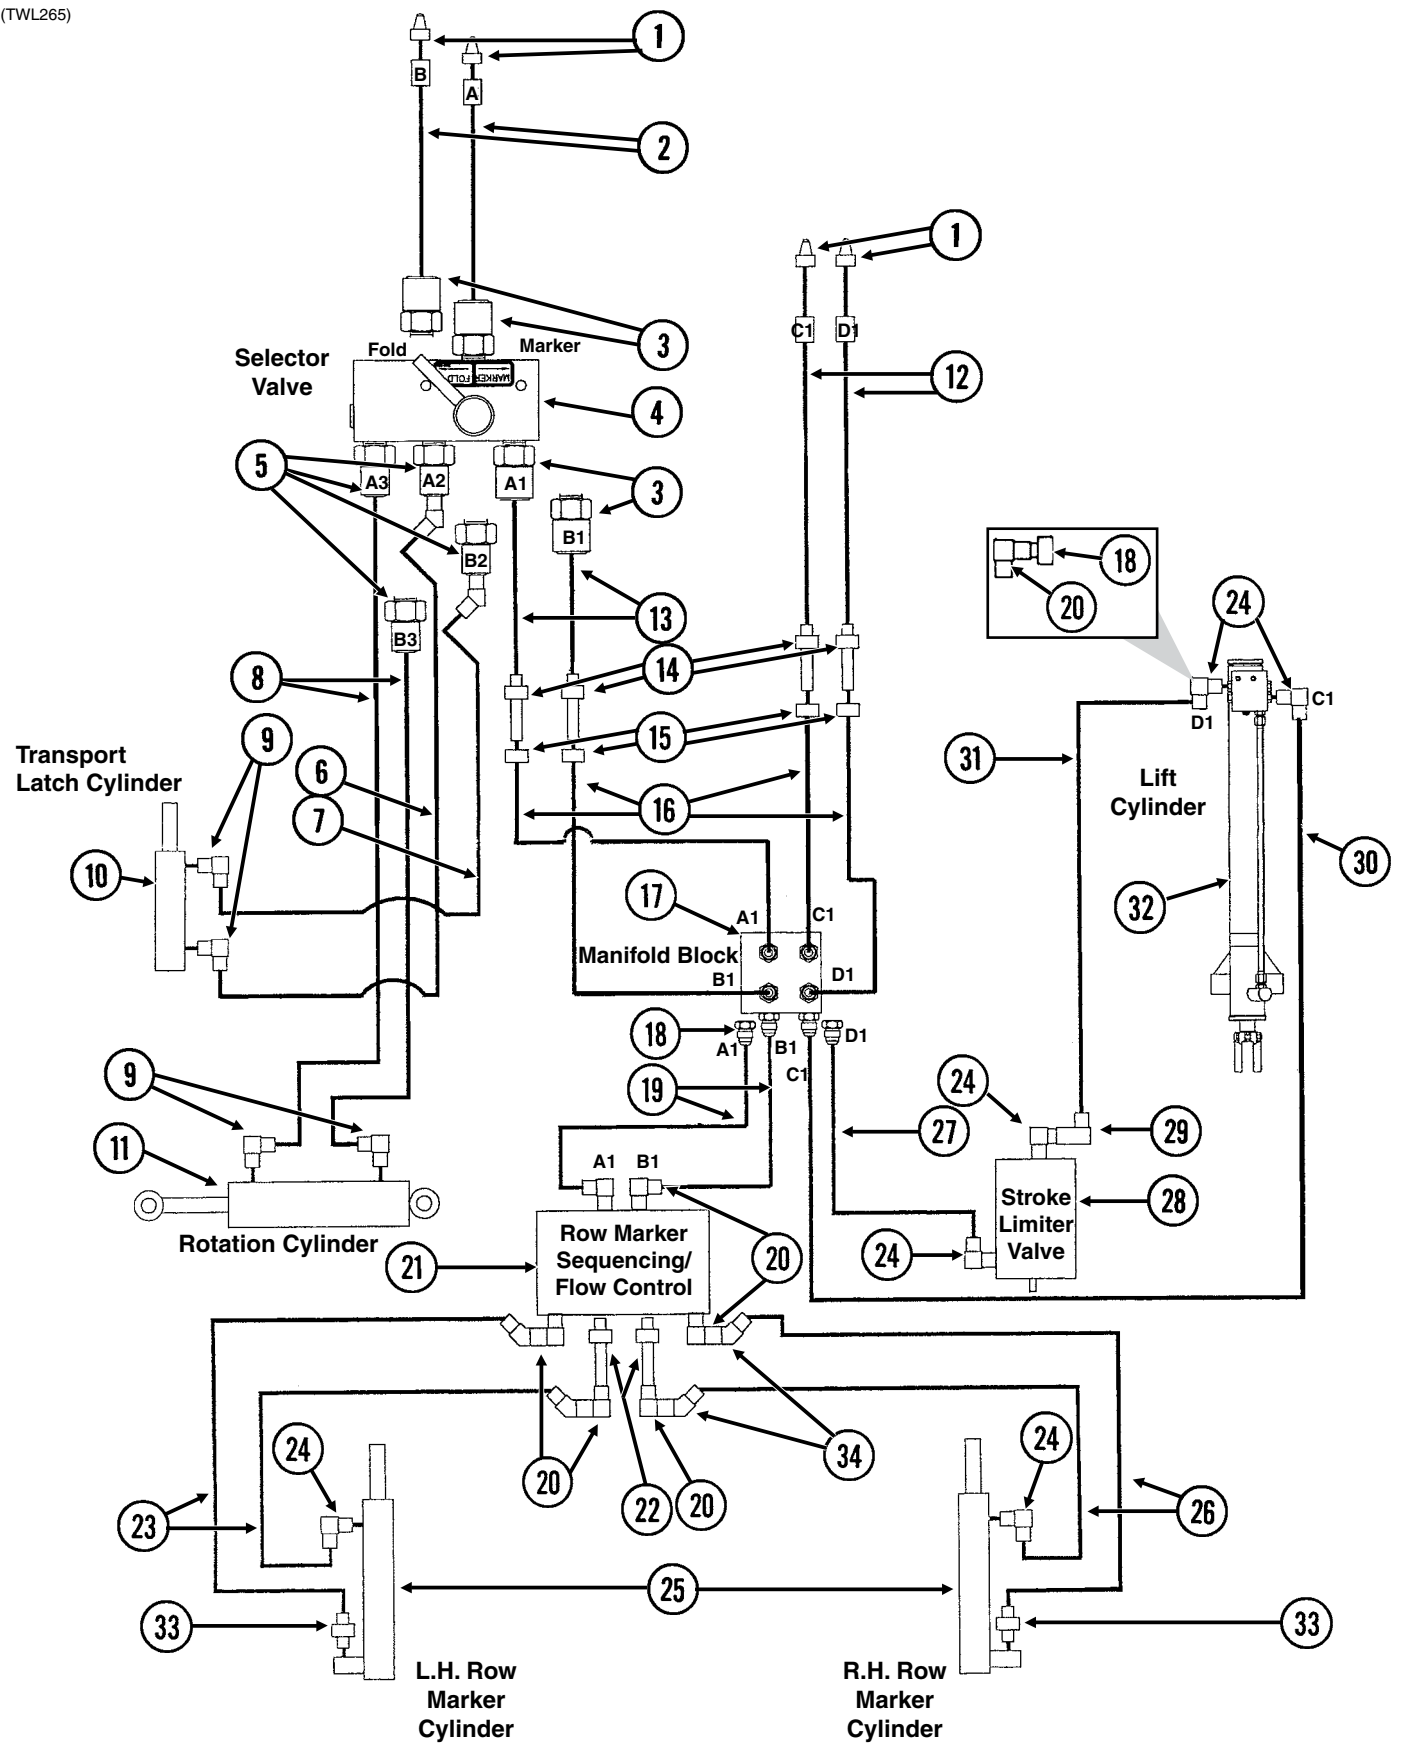 (TWL265)
1
B
A
2
1
C1
D1
3
Fold
Marker
Selector
Valve
MARKER
FOLD
12
4
5
A3
A2
A1
3
B1
B2
18
20
24
13
B3
14
8
C1
D1
9
15
Transport
Latch Cylinder
6
31
Lift
Cylinder
16
7
30
10
17
32
A1
C1
Manifold Block
B1
D1
18
A1
B1
D1
C1
9
19
24
27
29
11
A1
B1
Stroke
Limiter
Valve
28
Rotation Cylinder
Row Marker
Sequencing/
Flow Control
20
24
21
24
24
34
20
22
20
23
26
25
33
33
L.H. Row
Marker
Cylinder
R.H. Row
Marker
Cylinder